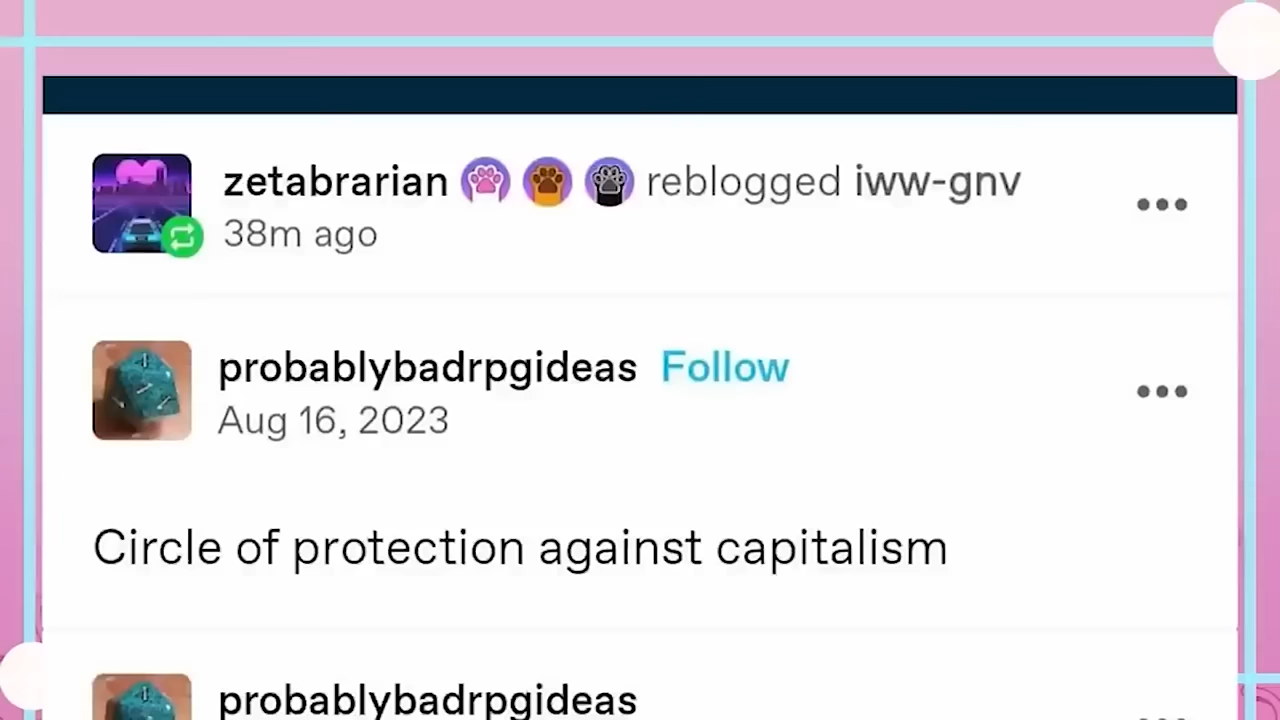 zetabrarian reblogged iww-gnv
38m ago
probablybadrpgideas Follow
Aug 16, 2023
Circle of protection against capitalism
probablybadrpgideas